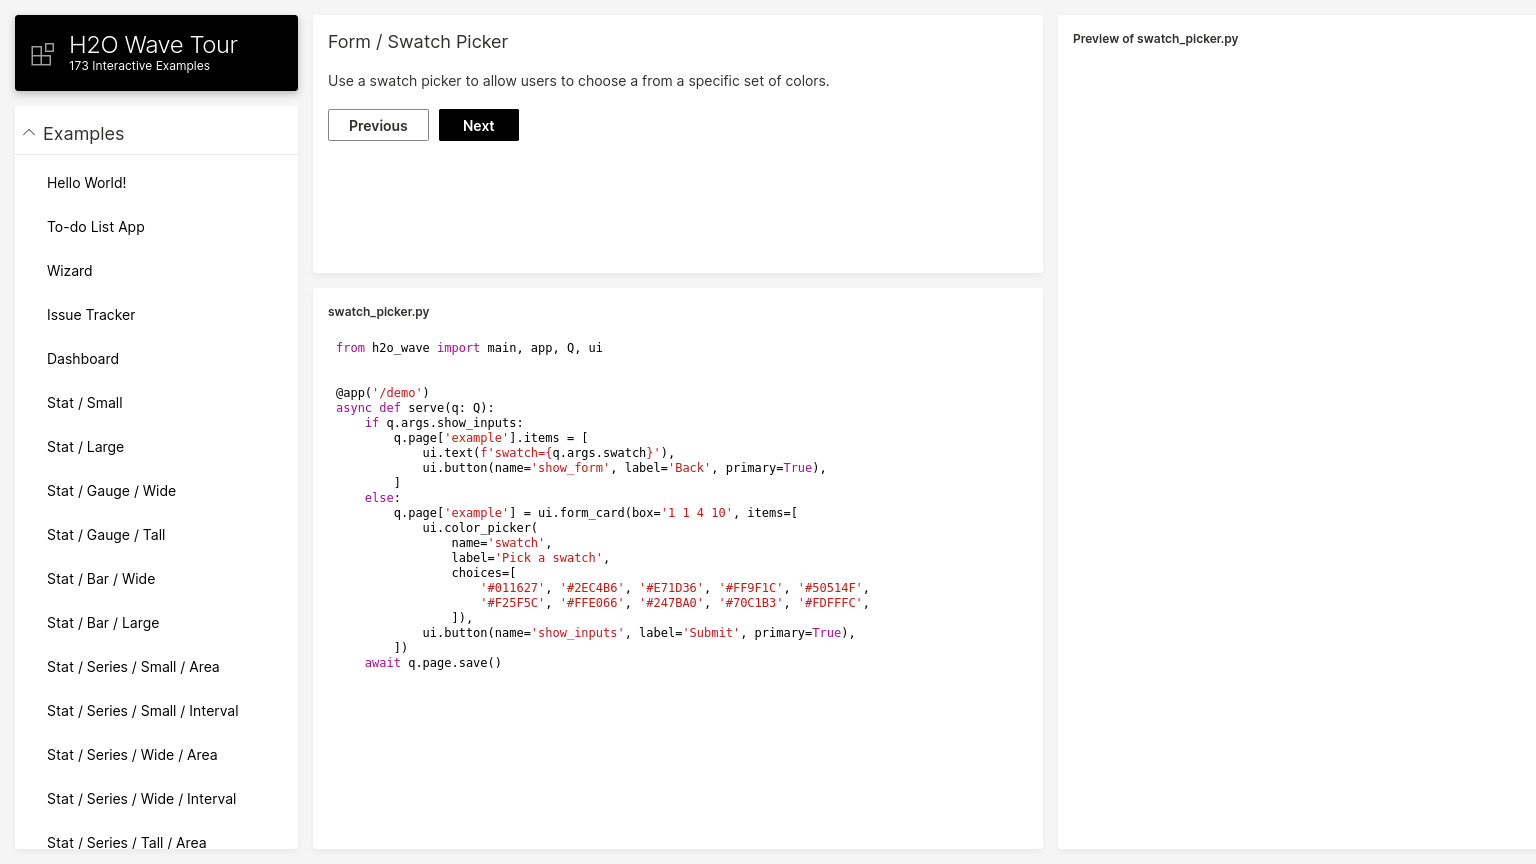 H2O Wave Tour
173 Interactive Examples
Examples
Hello World!
To-do List App
Wizard
Issue Tracker
Dashboard
Stat / Small
Stat / Large
Stat / Gauge / Wide
Stat / Gauge / Tall
Stat / Bar / Wide
Stat / Bar / Large
Stat / Series / Small / Area
Stat / Series / Small / Interval
Stat / Series / Wide / Area
Stat / Series / Wide / Interval
Stat / Series / Tall / Area
Form / Swatch Picker
Use a swatch picker to allow users to choose a from a specific set of colors.
Previous
Next
swatch_picker.py
from h2o_wave import main, app, Q, ui
@app('/demo')
async def serve(q: Q):
    if q.args.show_inputs:
        q.page['example'].items = [
            ui.text(f'swatch={q.args.swatch}'),
            ui.button(name='show_form', label='Back', primary=True),
        ]
    else:
        q.page['example'] = ui.form_card(box='1 1 4 10', items=[
            ui.color_picker(
                name='swatch',
                label='Pick a swatch',
                choices=[
                    '#011627', '#2EC4B6', '#E71D36', '#FF9F1C', '#50514F',
                    '#F25F5C', '#FFE066', '#247BA0', '#70C1B3', '#FDFFFC',
                ]),
            ui.button(name='show_inputs', label='Submit', primary=True),
        ])
    await q.page.save()
Preview of swatch_picker.py